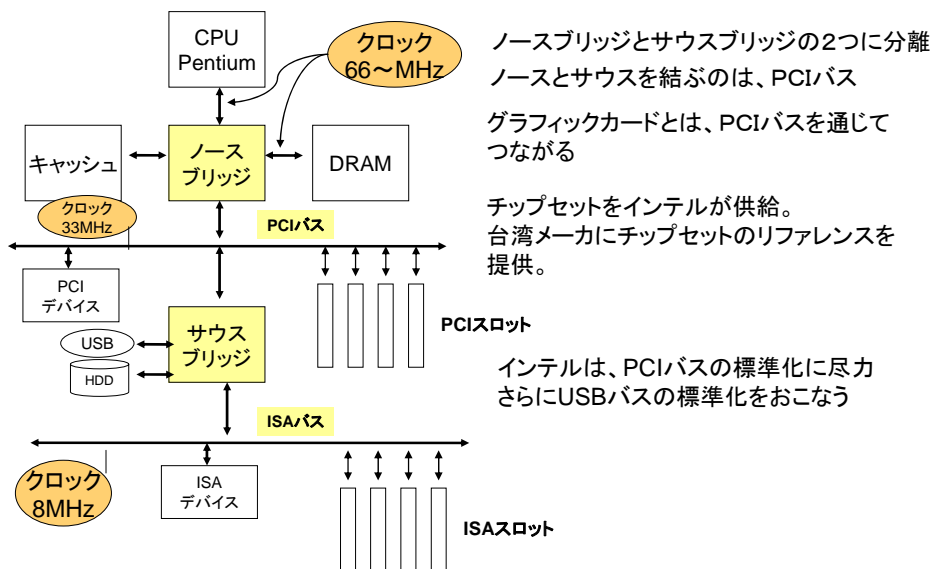 CPU
Pentium
クロック
66～MHz
ノースブリッジとサウスブリッジの２つに分離
ノースとサウスを結ぶのは、PCIバス
キャッシュ
ノース
ブリッジ
DRAM
グラフィックカードとは、PCIバスを通じて
つながる
クロック
33MHz
PCIバス
チップセットをインテルが供給。
台湾メーカにチップセットのリファレンスを
提供。
PCI
デバイス
PCIスロット
USB
HDD
サウス
ブリッジ
インテルは、PCIバスの標準化に尽力
さらにUSBバスの標準化をおこなう
ISAバス
クロック
8MHz
ISA
デバイス
ISAスロット